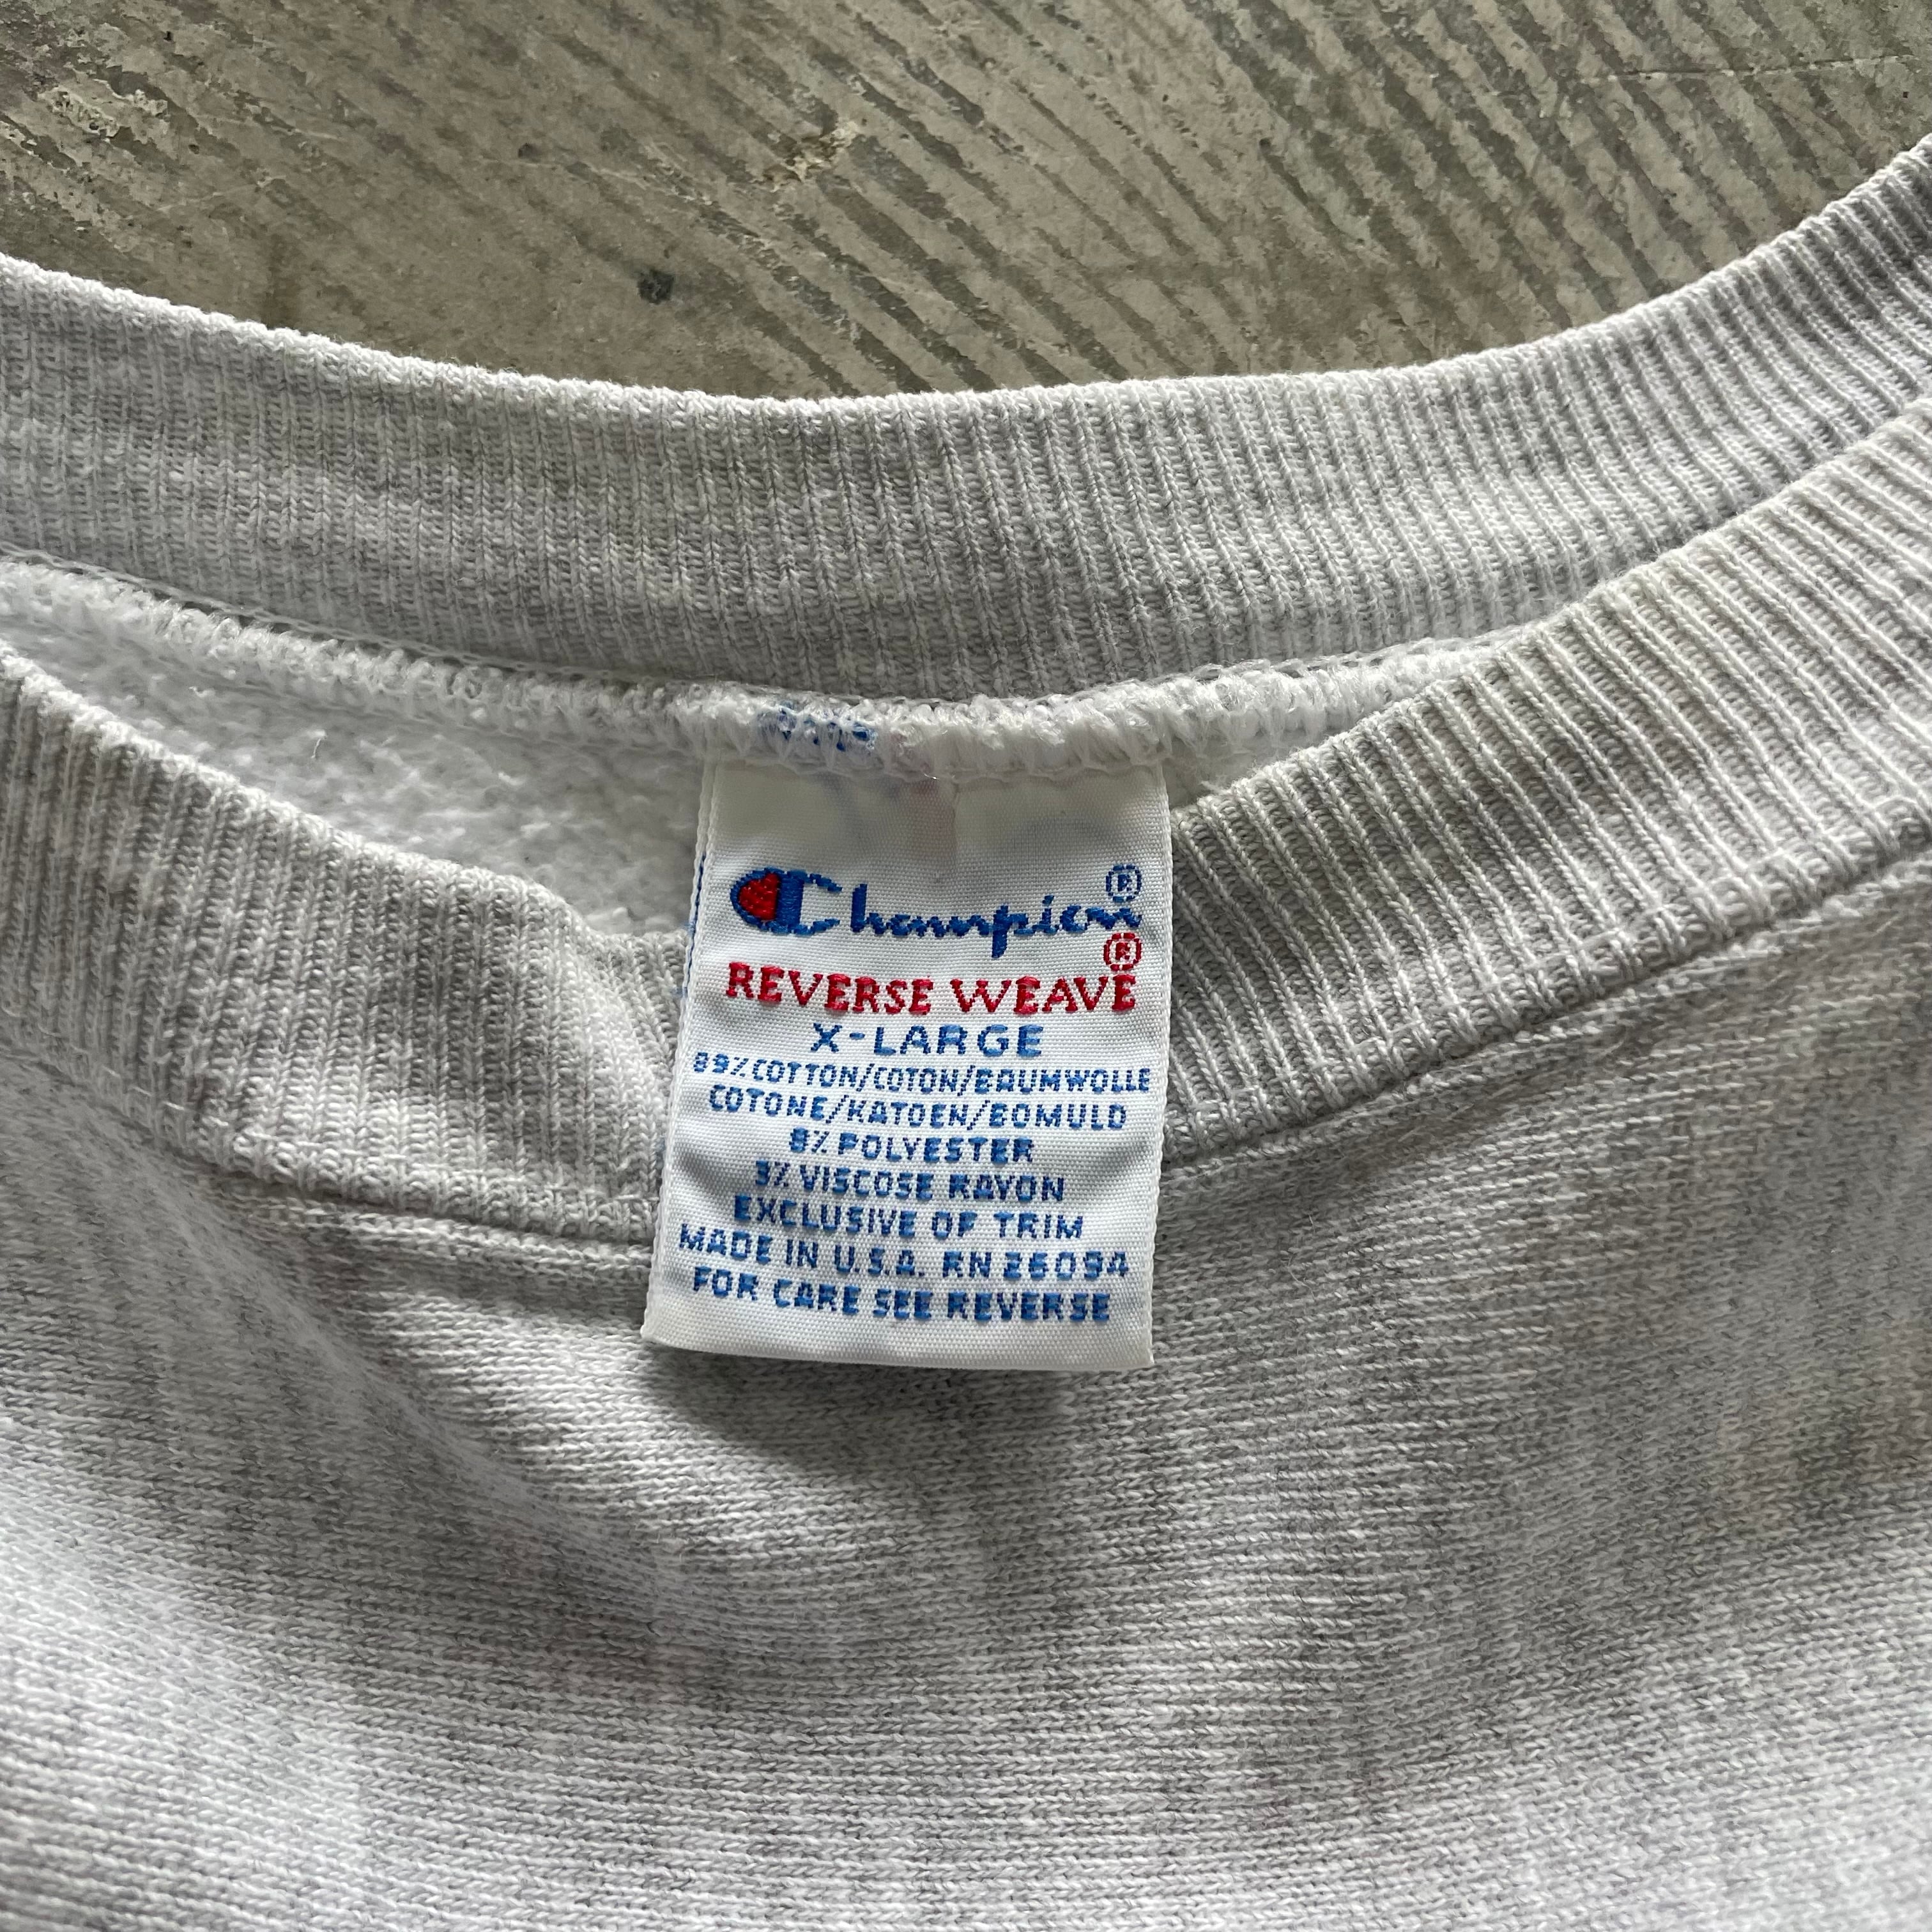 Champion®
REVERSE WEAVE®
X-LARGE
89% COTTON/COTON/BAUMWOLLE
COTONE/KATOEN/BOMULD
8% POLYESTER
3% VISCOSE RAYON
EXCLUSIVE OF TRIM
MADE IN U.S.A. RN 26094
FOR CARE SEE REVERSE